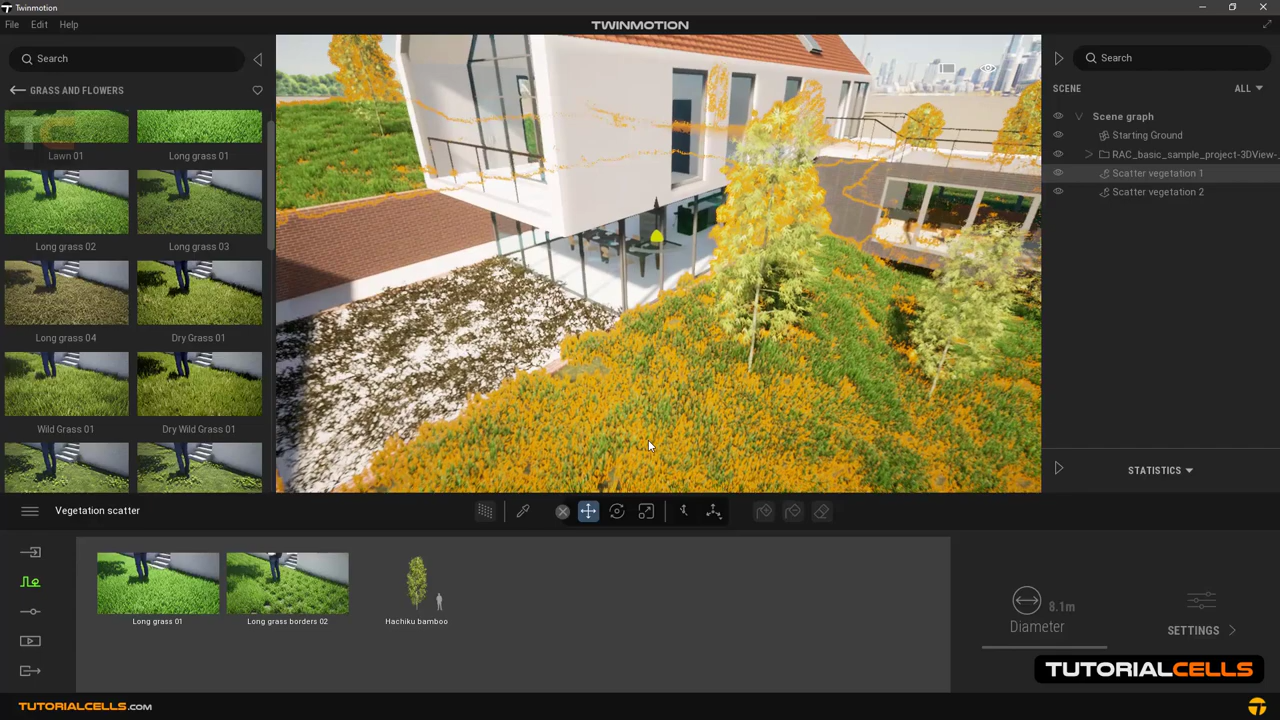 Twinmotion
File Edit Help
TWINMOTION
Search
GRASS AND FLOWERS
TC
Lawn 01
Long grass 01
Long grass 02
Long grass 03
Long grass 04
Dry Grass 01
Wild Grass 01
Dry Wild Grass 01
Search
SCENE
ALL
Scene graph
Starting Ground
RAC_basic_sample_project-3DView-
Scatter vegetation 1
Scatter vegetation 2
STATISTICS
Vegetation scatter
Long grass 01
Long grass borders 02
Hachiku bamboo
8.1m
Diameter
SETTINGS
TUTORIALCELLS
TUTORIALCELLS.com